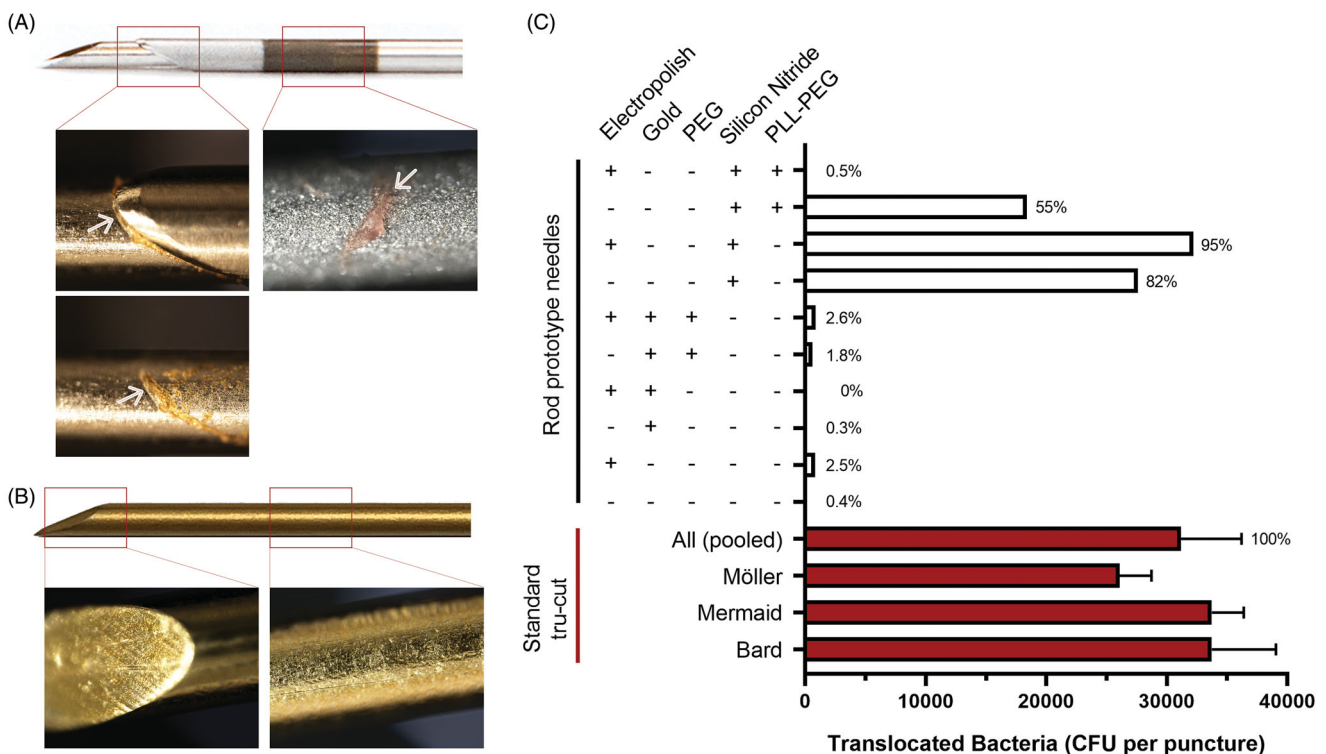 (A)
(B)
(C)
Electropolish
Gold
PEG
Silicon Nitride
PLL-PEG
Rod prototype needles
+ - - + + 0.5%
- - - + + 55%
+ - - + - 95%
- - - + - 82%
+ + + - - 2.6%
- + + - - 1.8%
+ + - - - 0%
- + - - - 0.3%
+ - - - - 2.5%
- - - - - 0.4%
Standard
tru-cut
All (pooled) 100%
Möller
Mermaid
Bard
0 10000 20000 30000 40000
Translocated Bacteria (CFU per puncture)